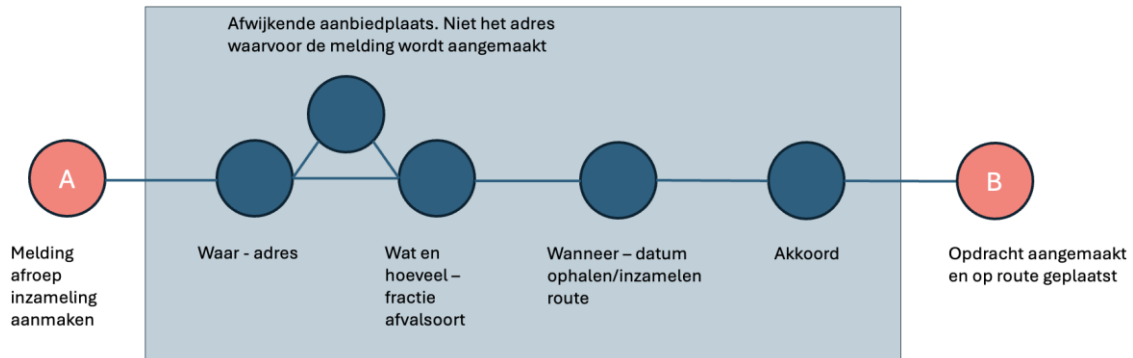 Afwijkende aanbiedplaats. Niet het adres
waarvoor de melding wordt aangemaakt
A
B
Melding
afroep
inzameling
aanmaken
Waar - adres
Wat en
hoeveel –
fractie
afvalsoort
Wanneer – datum
ophalen/inzamelen
route
Akkoord
Opdracht aangemaakt
en op route geplaatst